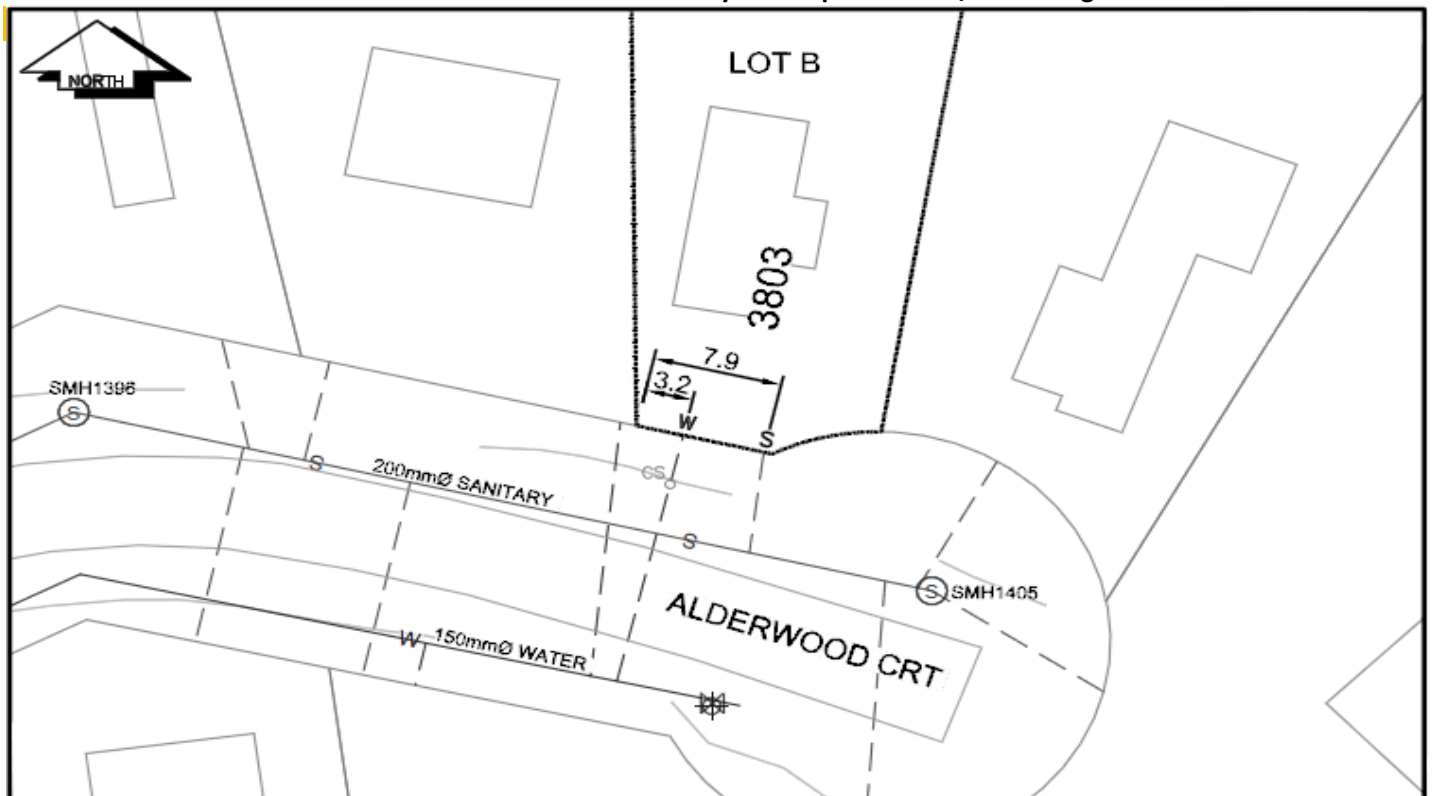 LOT B
NORTH
3803
7.9
3.2
SMH1396
S
W
S
S
200mmØ SANITARY
CS
S
S
SMH1405
ALDERWOOD CRT
W
150mmØ WATER